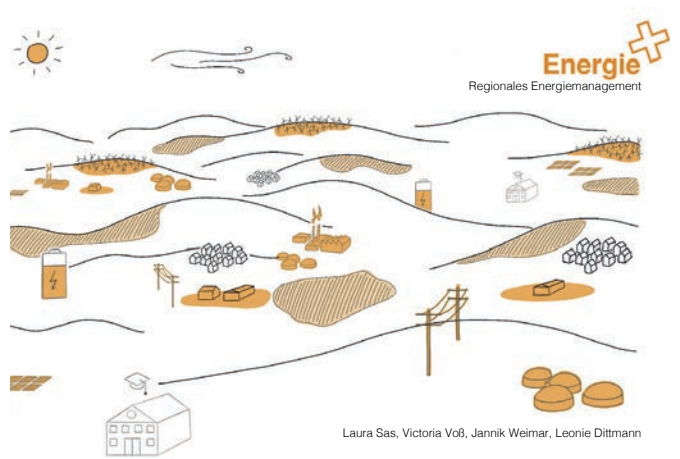 Energie
Regionales Energiemanagement
Laura Sas, Victoria Voß, Jannik Weimar, Leonie Dittmann